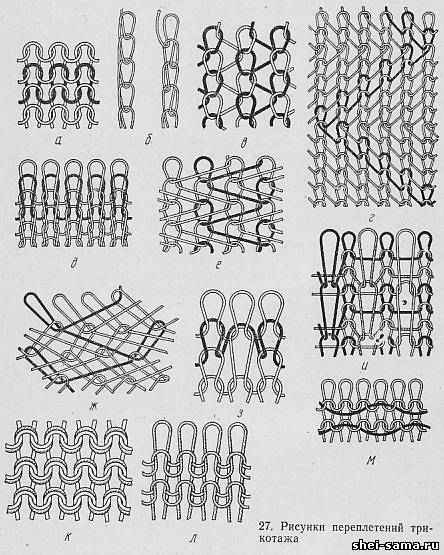 а
б
в
г
д
е
ж
з
и
к
л
м
27. Рисунки переплетений три-
котажа
shei-sama.ru